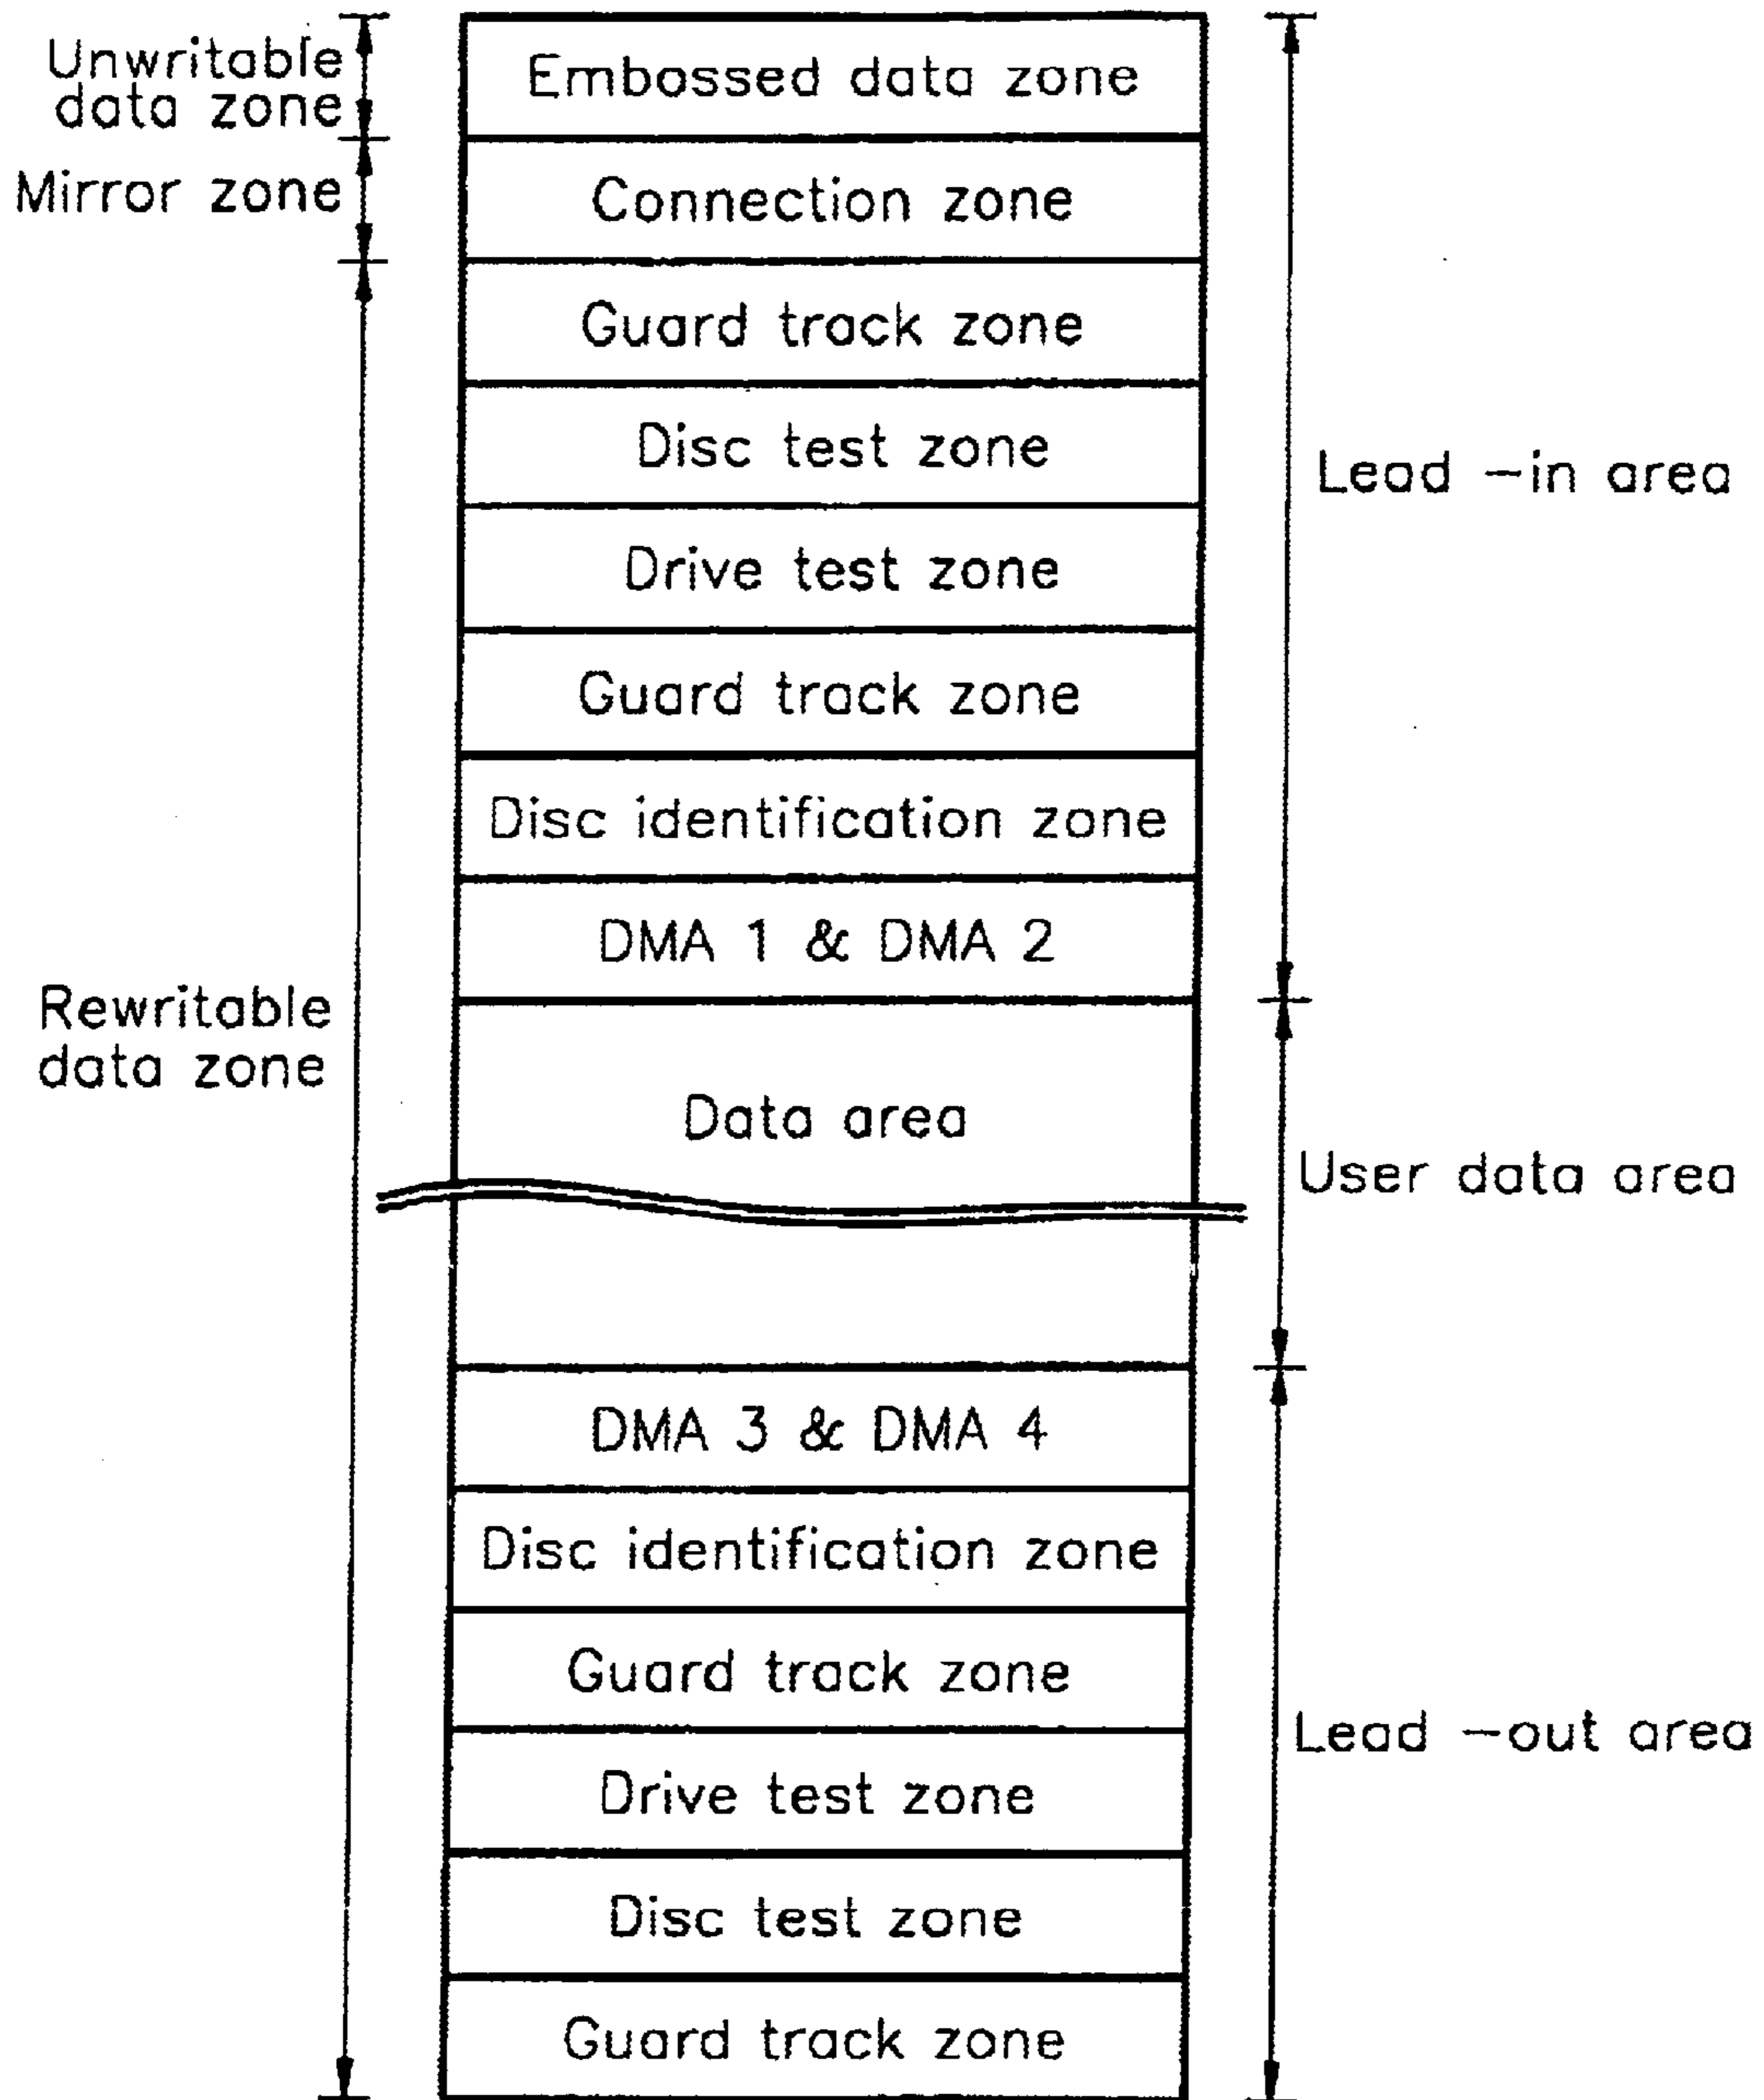 Unwritable
data zone
Mirror zone
Rewritable
data zone
Embossed data zone
Connection zone
Guard track zone
Disc test zone
Drive test zone
Guard track zone
Disc identification zone
DMA 1 & DMA 2
Data area
DMA 3 & DMA 4
Disc identification zone
Guard track zone
Drive test zone
Disc test zone
Guard track zone
Lead -in area
User data area
Lead -out area